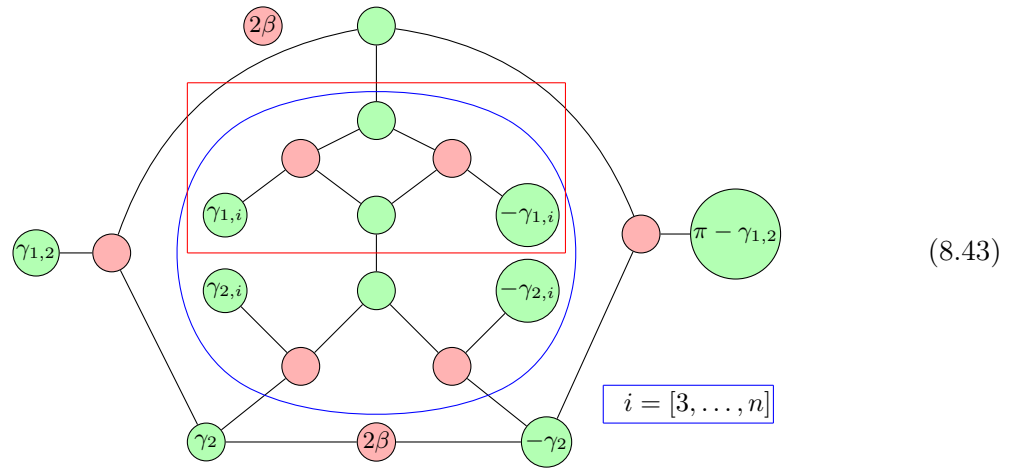 2β
γ₁,ᵢ
−γ₁,ᵢ
γ₁,₂
π − γ₁,₂
(8.43)
γ₂,ᵢ
−γ₂,ᵢ
i = [3, . . . , n]
γ₂
2β
−γ₂